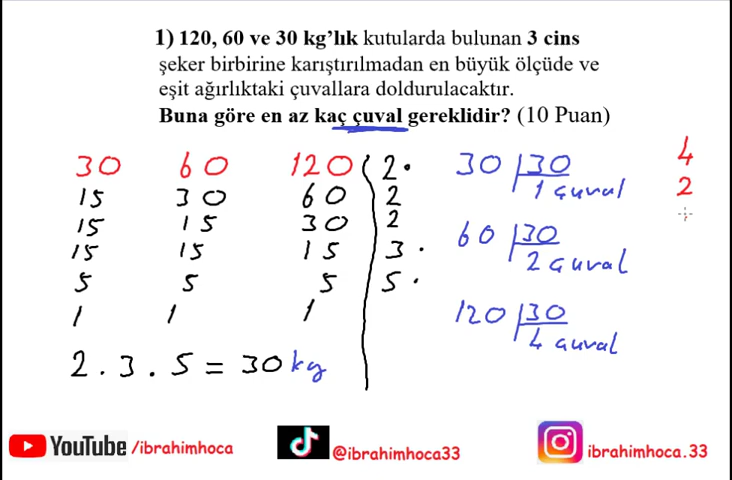 1) 120, 60 ve 30 kg’lık kutularda bulunan 3 cins
şeker birbirine karıştırılmadan en büyük ölçüde ve
eşit ağırlıktaki çuvallara doldurulacaktır.
Buna göre en az kaç çuval gereklidir? (10 Puan)
30 60 120 2
15 30 60 2
15 15 30 2
15 15 15 3
5 5 5 5
1 1 1
2 . 3 . 5 = 30 kg
30 30
1 çuval
60 30
2 çuval
120 30
4 çuval
4
2
YouTube /ibrahimhoca
@ibrahimhoca33
ibrahimhoca.33